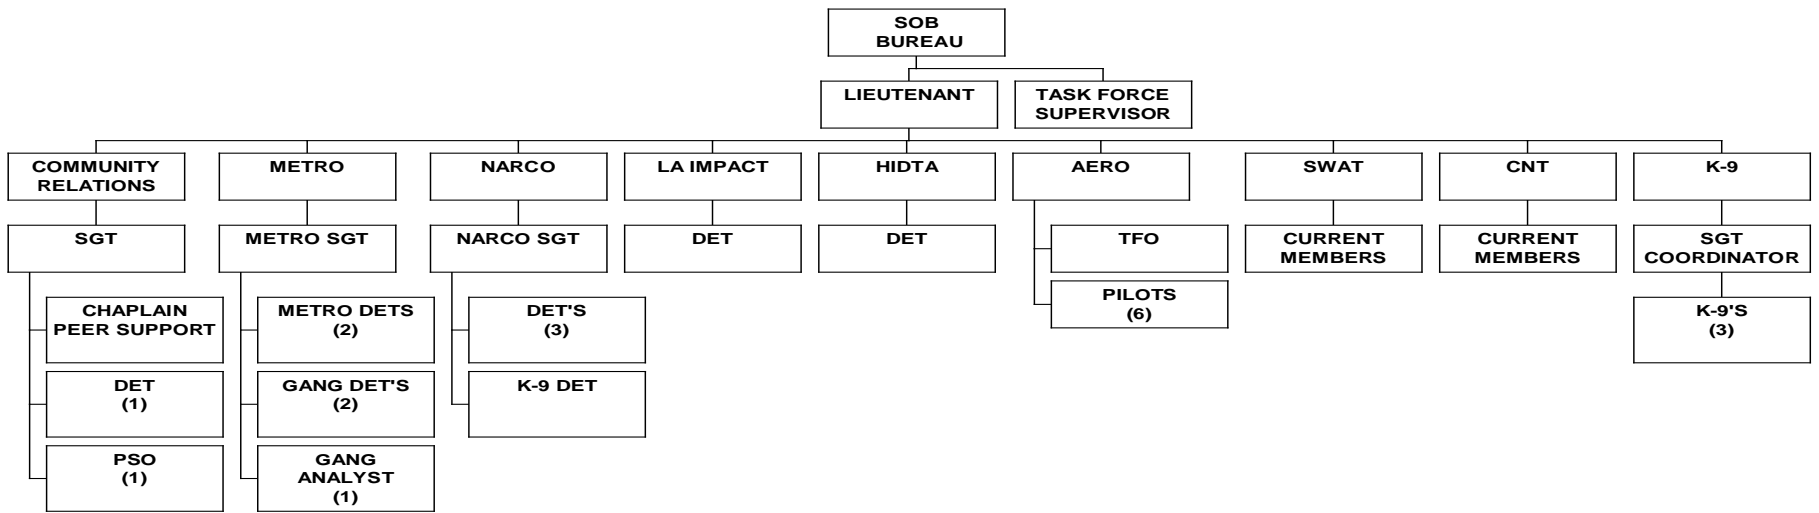 SOB
BUREAU
LIEUTENANT
TASK FORCE
SUPERVISOR
COMMUNITY
RELATIONS
METRO
NARCO
LA IMPACT
HIDTA
AERO
SWAT
CNT
K-9
SGT
METRO SGT
NARCO SGT
DET
DET
TFO
CURRENT
MEMBERS
CURRENT
MEMBERS
SGT
COORDINATOR
CHAPLAIN
PEER SUPPORT
METRO DETS
(2)
DET'S
(3)
PILOTS
(6)
K-9'S
(3)
DET
(1)
GANG DET'S
(2)
K-9 DET
PSO
(1)
GANG
ANALYST
(1)